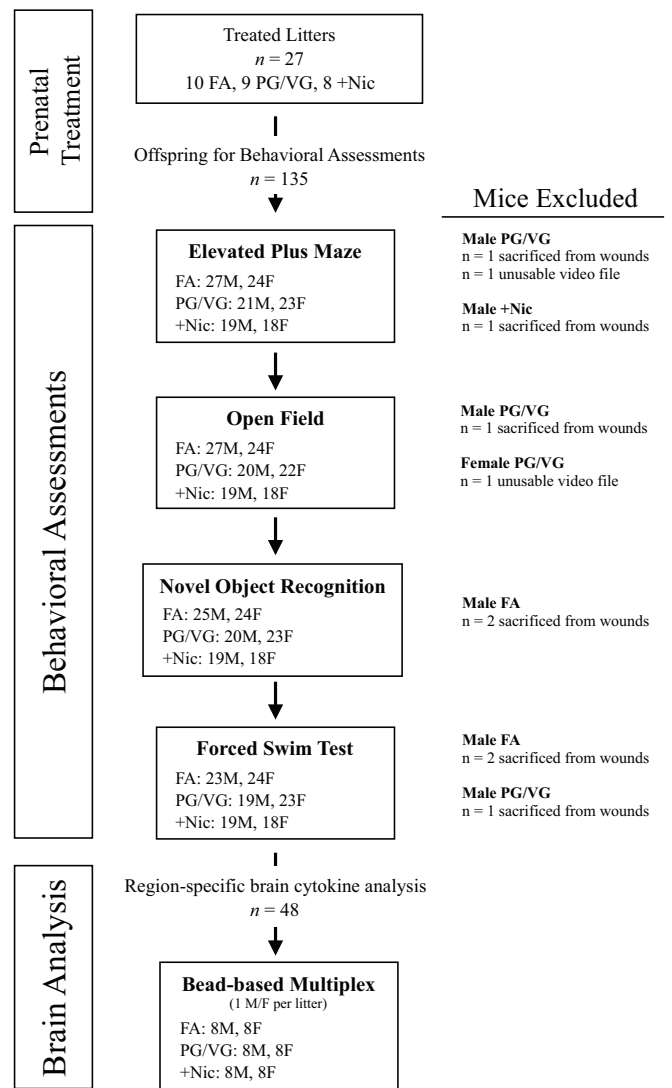 Prenatal
Treatment
Treated Litters
n = 27
10 FA, 9 PG/VG, 8 +Nic
Offspring for Behavioral Assessments
n = 135
Mice Excluded
Behavioral Assessments
Elevated Plus Maze
FA: 27M, 24F
PG/VG: 21M, 23F
+Nic: 19M, 18F
Male PG/VG
n = 1 sacrificed from wounds
n = 1 unusable video file
Male +Nic
n = 1 sacrificed from wounds
Open Field
FA: 27M, 24F
PG/VG: 20M, 22F
+Nic: 19M, 18F
Male PG/VG
n = 1 sacrificed from wounds
Female PG/VG
n = 1 unusable video file
Novel Object Recognition
FA: 25M, 24F
PG/VG: 20M, 23F
+Nic: 19M, 18F
Male FA
n = 2 sacrificed from wounds
Forced Swim Test
FA: 23M, 24F
PG/VG: 19M, 23F
+Nic: 19M, 18F
Male FA
n = 2 sacrificed from wounds
Male PG/VG
n = 1 sacrificed from wounds
Brain Analysis
Region-specific brain cytokine analysis
n = 48
Bead-based Multiplex
(1 M/F per litter)
FA: 8M, 8F
PG/VG: 8M, 8F
+Nic: 8M, 8F